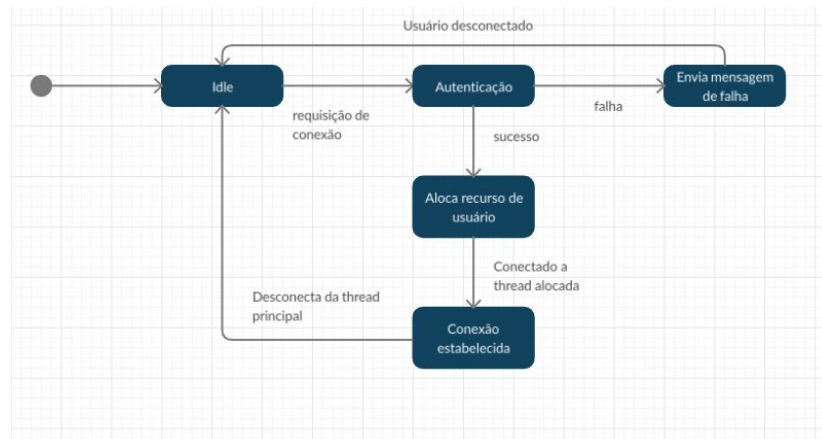 Usuário desconectado
Idle
Autenticação
Envia mensagem
de falha
requisição de
conexão
falha
sucesso
Aloca recurso de
usuário
Conectado a
thread alocada
Desconecta da thread
principal
Conexão
estabelecida